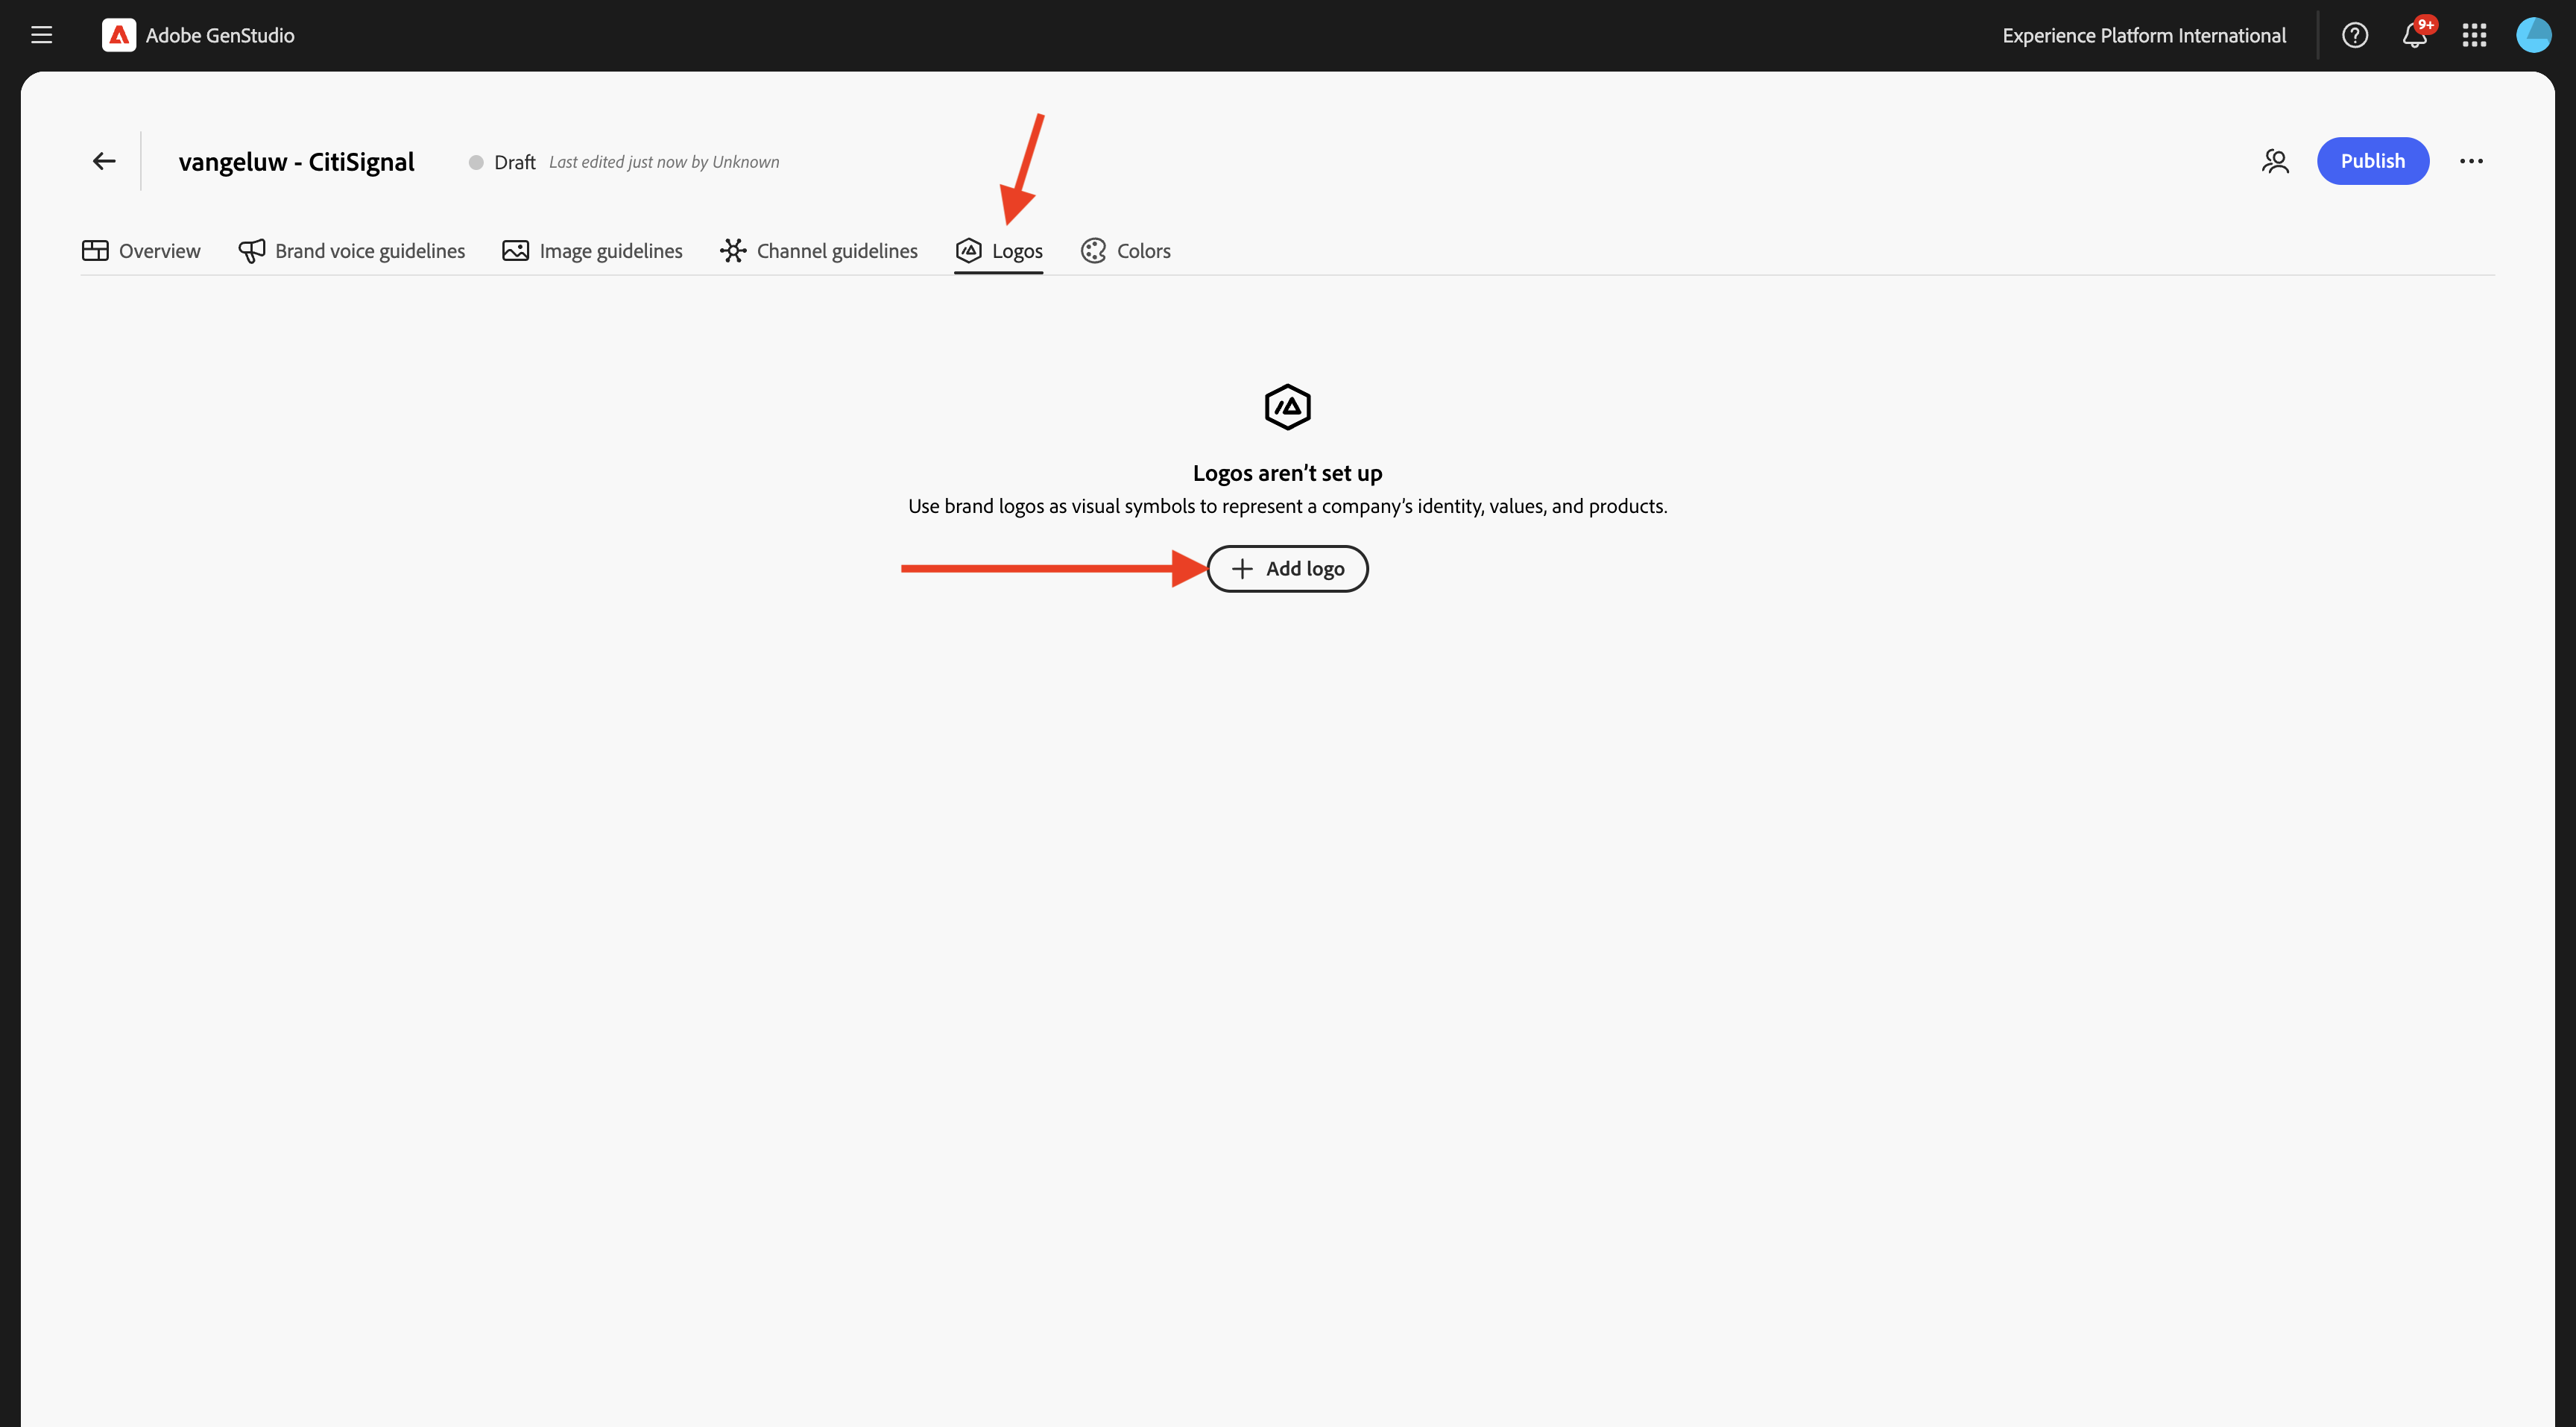 Adobe GenStudio
Experience Platform International
9+
vangeluw - CitiSignal
Draft
Last edited just now by Unknown
Publish
Overview
Brand voice guidelines
Image guidelines
Channel guidelines
Logos
Colors
Logos aren’t set up
Use brand logos as visual symbols to represent a company’s identity, values, and products.
Add logo